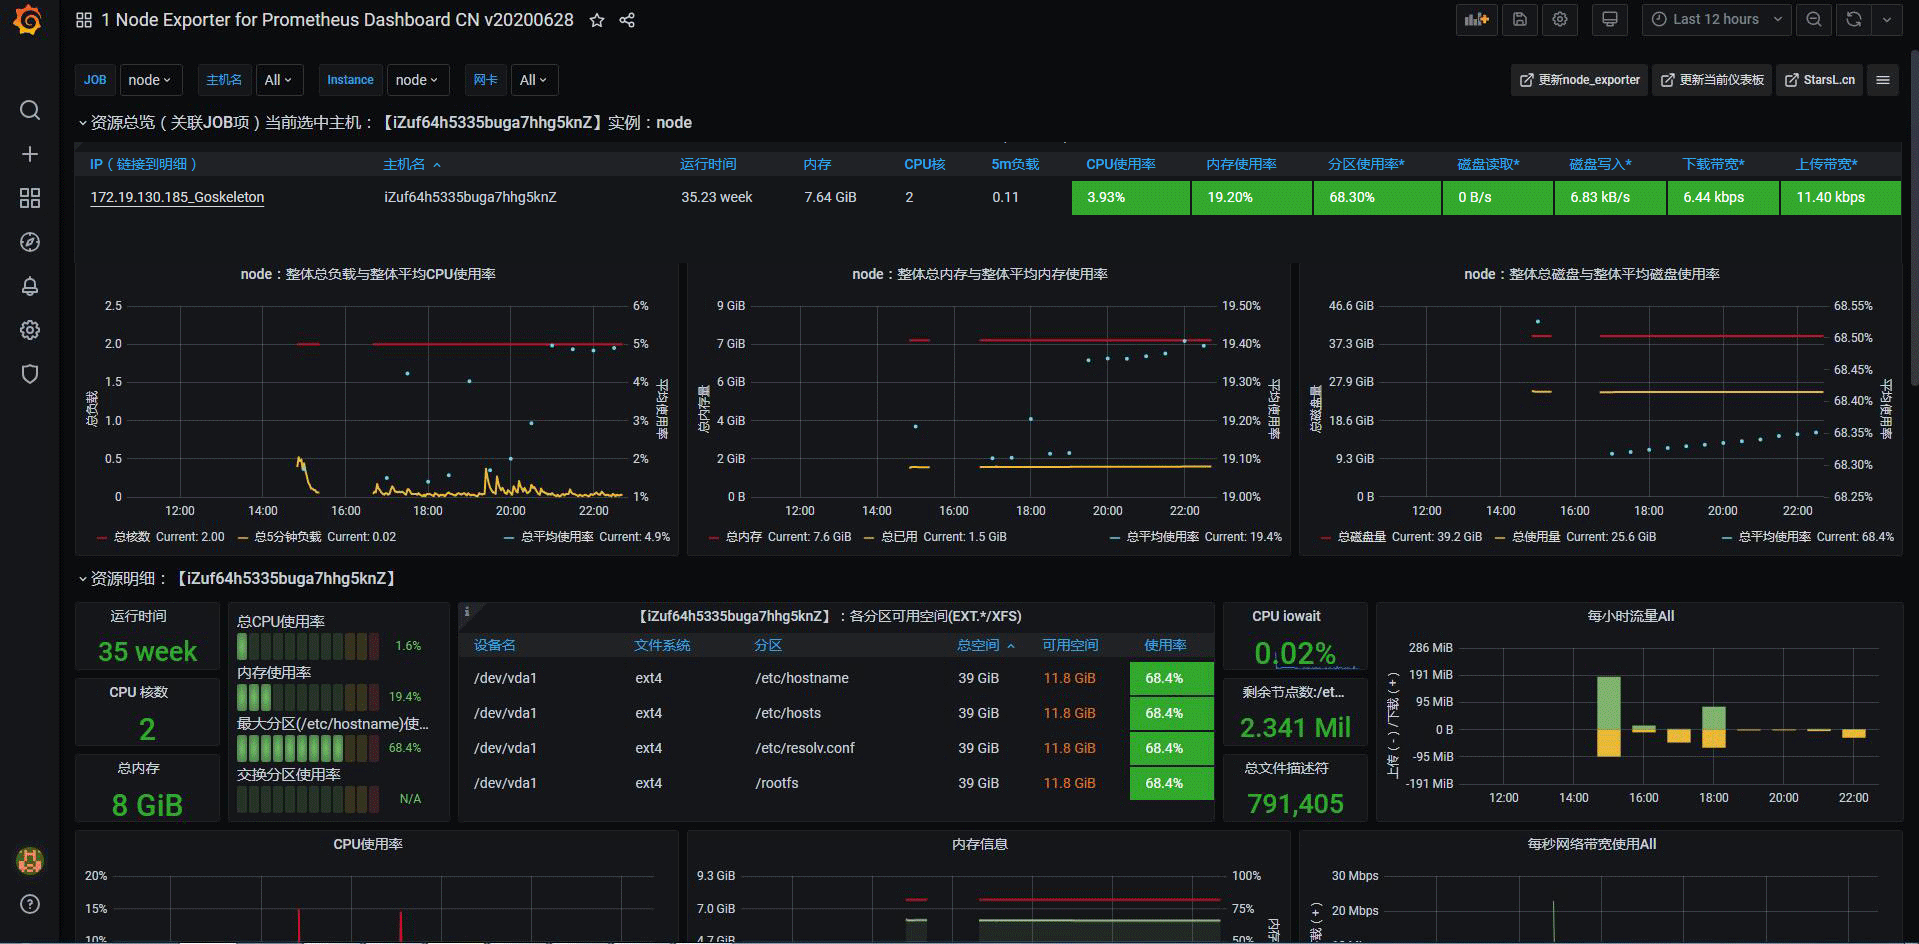 1 Node Exporter for Prometheus Dashboard CN v20200628
Last 12 hours
JOB node 主机名 All Instance node 网卡 All
更新node_exporter 更新当前仪表板 StarsL.cn
资源总览（关联JOB项）当前选中主机：【iZuf64h5335buga7hhg5knZ】实例：node
IP（链接到明细） 主机名 运行时间 内存 CPU核 5m负载 CPU使用率 内存使用率 分区使用率* 磁盘读取* 磁盘写入* 下载带宽* 上传带宽*
172.19.130.185_Goskeleton iZuf64h5335buga7hhg5knZ 35.23 week 7.64 GiB 2 0.11 3.93% 19.20% 68.30% 0 B/s 6.83 kB/s 6.44 kbps 11.40 kbps
node：整体总负载与整体平均CPU使用率
总负载
2.5
2.0
1.5
1.0
0.5
0
6%
5%
4%
3%
2%
1%
平均使用率
12:00 14:00 16:00 18:00 20:00 22:00
总核数 Current: 2.00 总5分钟负载 Current: 0.02 总平均使用率 Current: 4.9%
node：整体总内存与整体平均内存使用率
总内存量
9 GiB
7 GiB
6 GiB
4 GiB
2 GiB
0 B
19.50%
19.40%
19.30%
19.20%
19.10%
19.00%
平均使用率
12:00 14:00 16:00 18:00 20:00 22:00
总内存 Current: 7.6 GiB 总已用 Current: 1.5 GiB 总平均使用率 Current: 19.4%
node：整体总磁盘与整体平均磁盘使用率
总磁盘量
46.6 GiB
37.3 GiB
27.9 GiB
18.6 GiB
9.3 GiB
0 B
68.55%
68.50%
68.45%
68.40%
68.35%
68.30%
68.25%
平均使用率
12:00 14:00 16:00 18:00 20:00 22:00
总磁盘量 Current: 39.2 GiB 总使用量 Current: 25.6 GiB 总平均使用率 Current: 68.4%
资源明细：【iZuf64h5335buga7hhg5knZ】
运行时间
35 week
CPU 核数
2
总内存
8 GiB
总CPU使用率
1.6%
内存使用率
19.4%
最大分区(/etc/hostname)使...
68.4%
交换分区使用率
N/A
【iZuf64h5335buga7hhg5knZ】：各分区可用空间(EXT.*/XFS)
设备名 文件系统 分区 总空间 可用空间 使用率
/dev/vda1 ext4 /etc/hostname 39 GiB 11.8 GiB 68.4%
/dev/vda1 ext4 /etc/hosts 39 GiB 11.8 GiB 68.4%
/dev/vda1 ext4 /etc/resolv.conf 39 GiB 11.8 GiB 68.4%
/dev/vda1 ext4 /rootfs 39 GiB 11.8 GiB 68.4%
CPU iowait
0.02%
剩余节点数:/et...
2.341 Mil
总文件描述符
791,405
每小时流量All
上传（-）/下载（+）
286 MiB
191 MiB
95 MiB
0 B
-95 MiB
-191 MiB
12:00 14:00 16:00 18:00 20:00 22:00
CPU使用率
20%
15%
10%
内存信息
9.3 GiB
7.0 GiB
4.7 GiB
100%
75%
50%
内存
每秒网络带宽使用All
30 Mbps
20 Mbps
载（+）